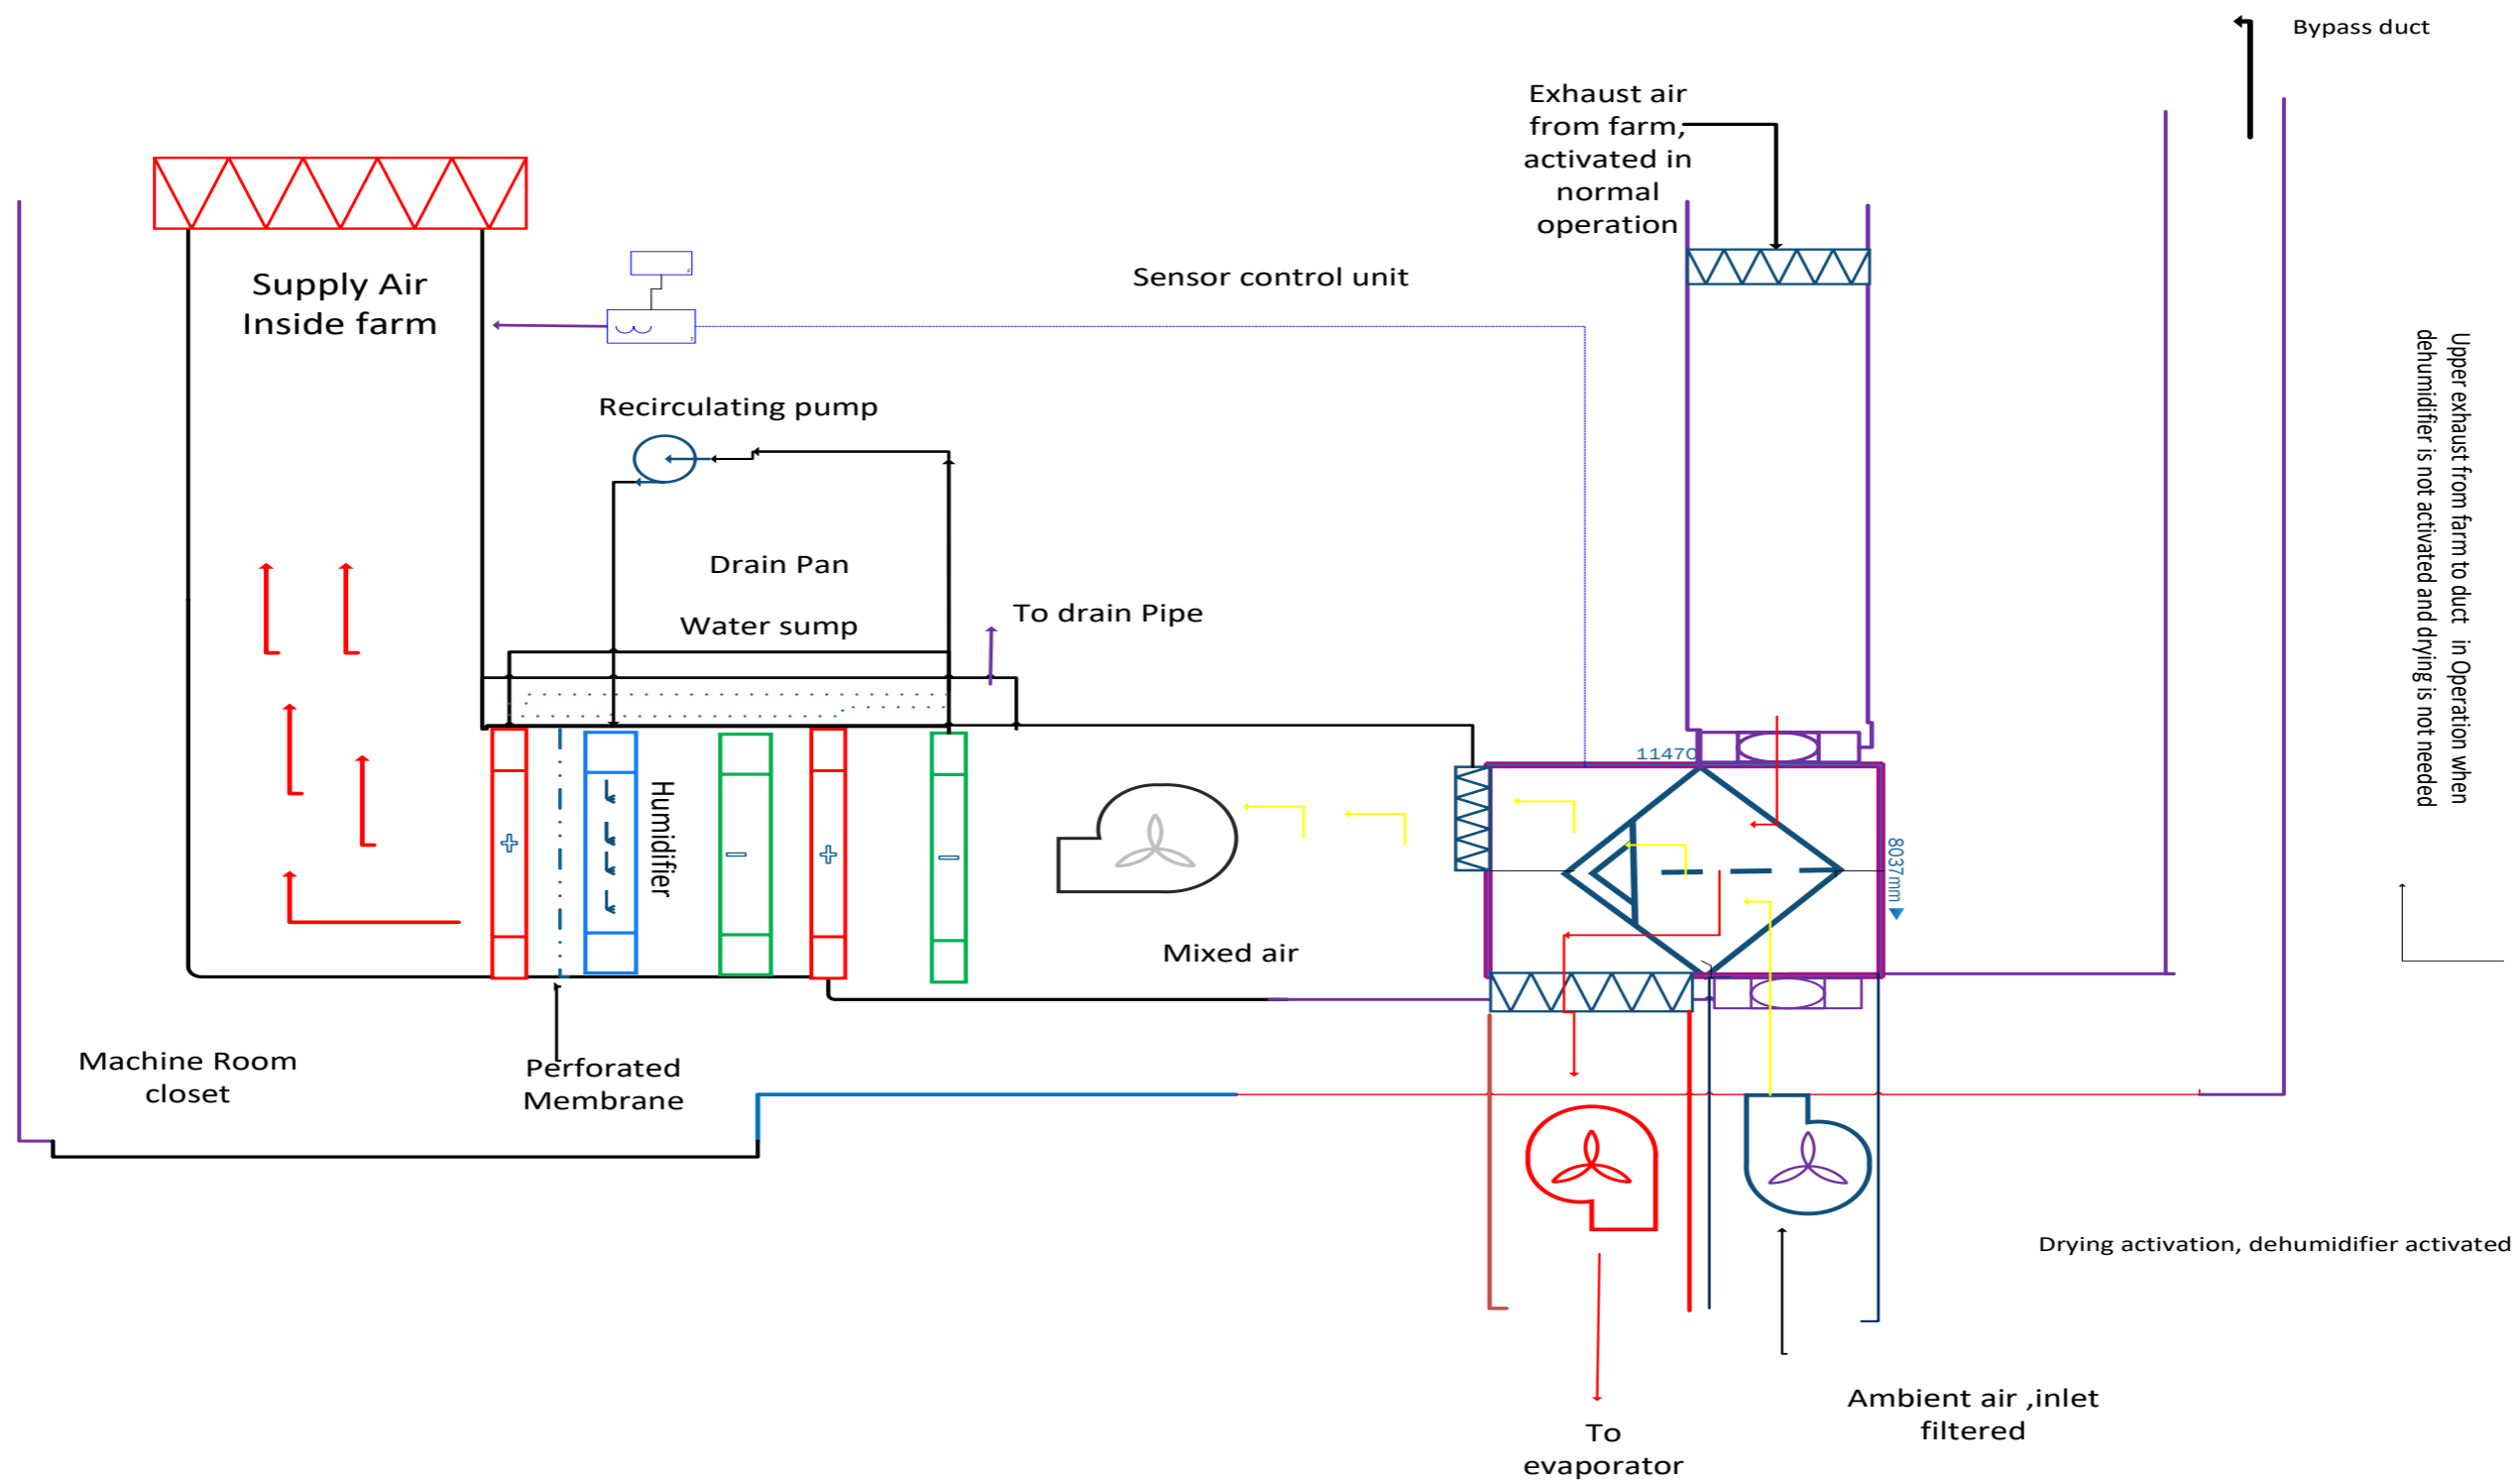 Bypass duct
Exhaust air
from farm,
activated in
normal
operation
Supply Air
Inside farm
Sensor control unit
Upper exhaust from farm to duct in Operation when
dehumidifier is not activated and drying is not needed
Recirculating pump
Drain Pan
Water sump
To drain Pipe
11470
8037mm
Humidifier
Mixed air
Machine Room
closet
Perforated
Membrane
Drying activation, dehumidifier activated
Ambient air ,inlet
filtered
To
evaporator